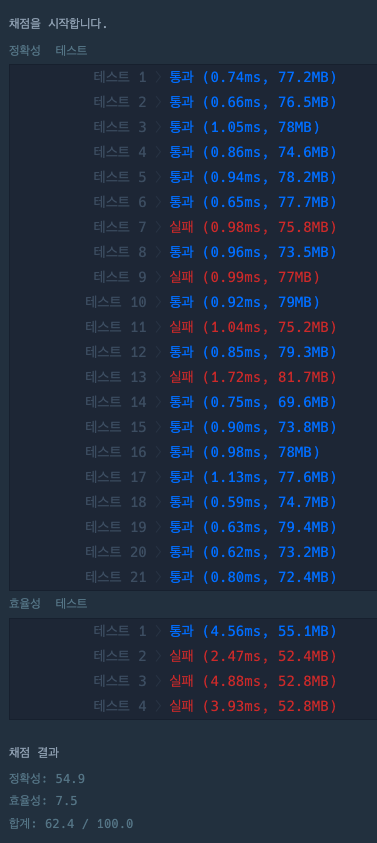 채점을 시작합니다.
정확성 테스트
테스트 1 〉 통과 (0.74ms, 77.2MB)
테스트 2 〉 통과 (0.66ms, 76.5MB)
테스트 3 〉 통과 (1.05ms, 78MB)
테스트 4 〉 통과 (0.86ms, 74.6MB)
테스트 5 〉 통과 (0.94ms, 78.2MB)
테스트 6 〉 통과 (0.65ms, 77.7MB)
테스트 7 〉 실패 (0.98ms, 75.8MB)
테스트 8 〉 통과 (0.96ms, 73.5MB)
테스트 9 〉 실패 (0.99ms, 77MB)
테스트 10 〉 통과 (0.92ms, 79MB)
테스트 11 〉 실패 (1.04ms, 75.2MB)
테스트 12 〉 통과 (0.85ms, 79.3MB)
테스트 13 〉 실패 (1.72ms, 81.7MB)
테스트 14 〉 통과 (0.75ms, 69.6MB)
테스트 15 〉 통과 (0.90ms, 73.8MB)
테스트 16 〉 통과 (0.98ms, 78MB)
테스트 17 〉 통과 (1.13ms, 77.6MB)
테스트 18 〉 통과 (0.59ms, 74.7MB)
테스트 19 〉 통과 (0.63ms, 79.4MB)
테스트 20 〉 통과 (0.62ms, 73.2MB)
테스트 21 〉 통과 (0.80ms, 72.4MB)
효율성 테스트
테스트 1 〉 통과 (4.56ms, 55.1MB)
테스트 2 〉 실패 (2.47ms, 52.4MB)
테스트 3 〉 실패 (4.88ms, 52.8MB)
테스트 4 〉 실패 (3.93ms, 52.8MB)
채점 결과
정확성: 54.9
효율성: 7.5
합계: 62.4 / 100.0